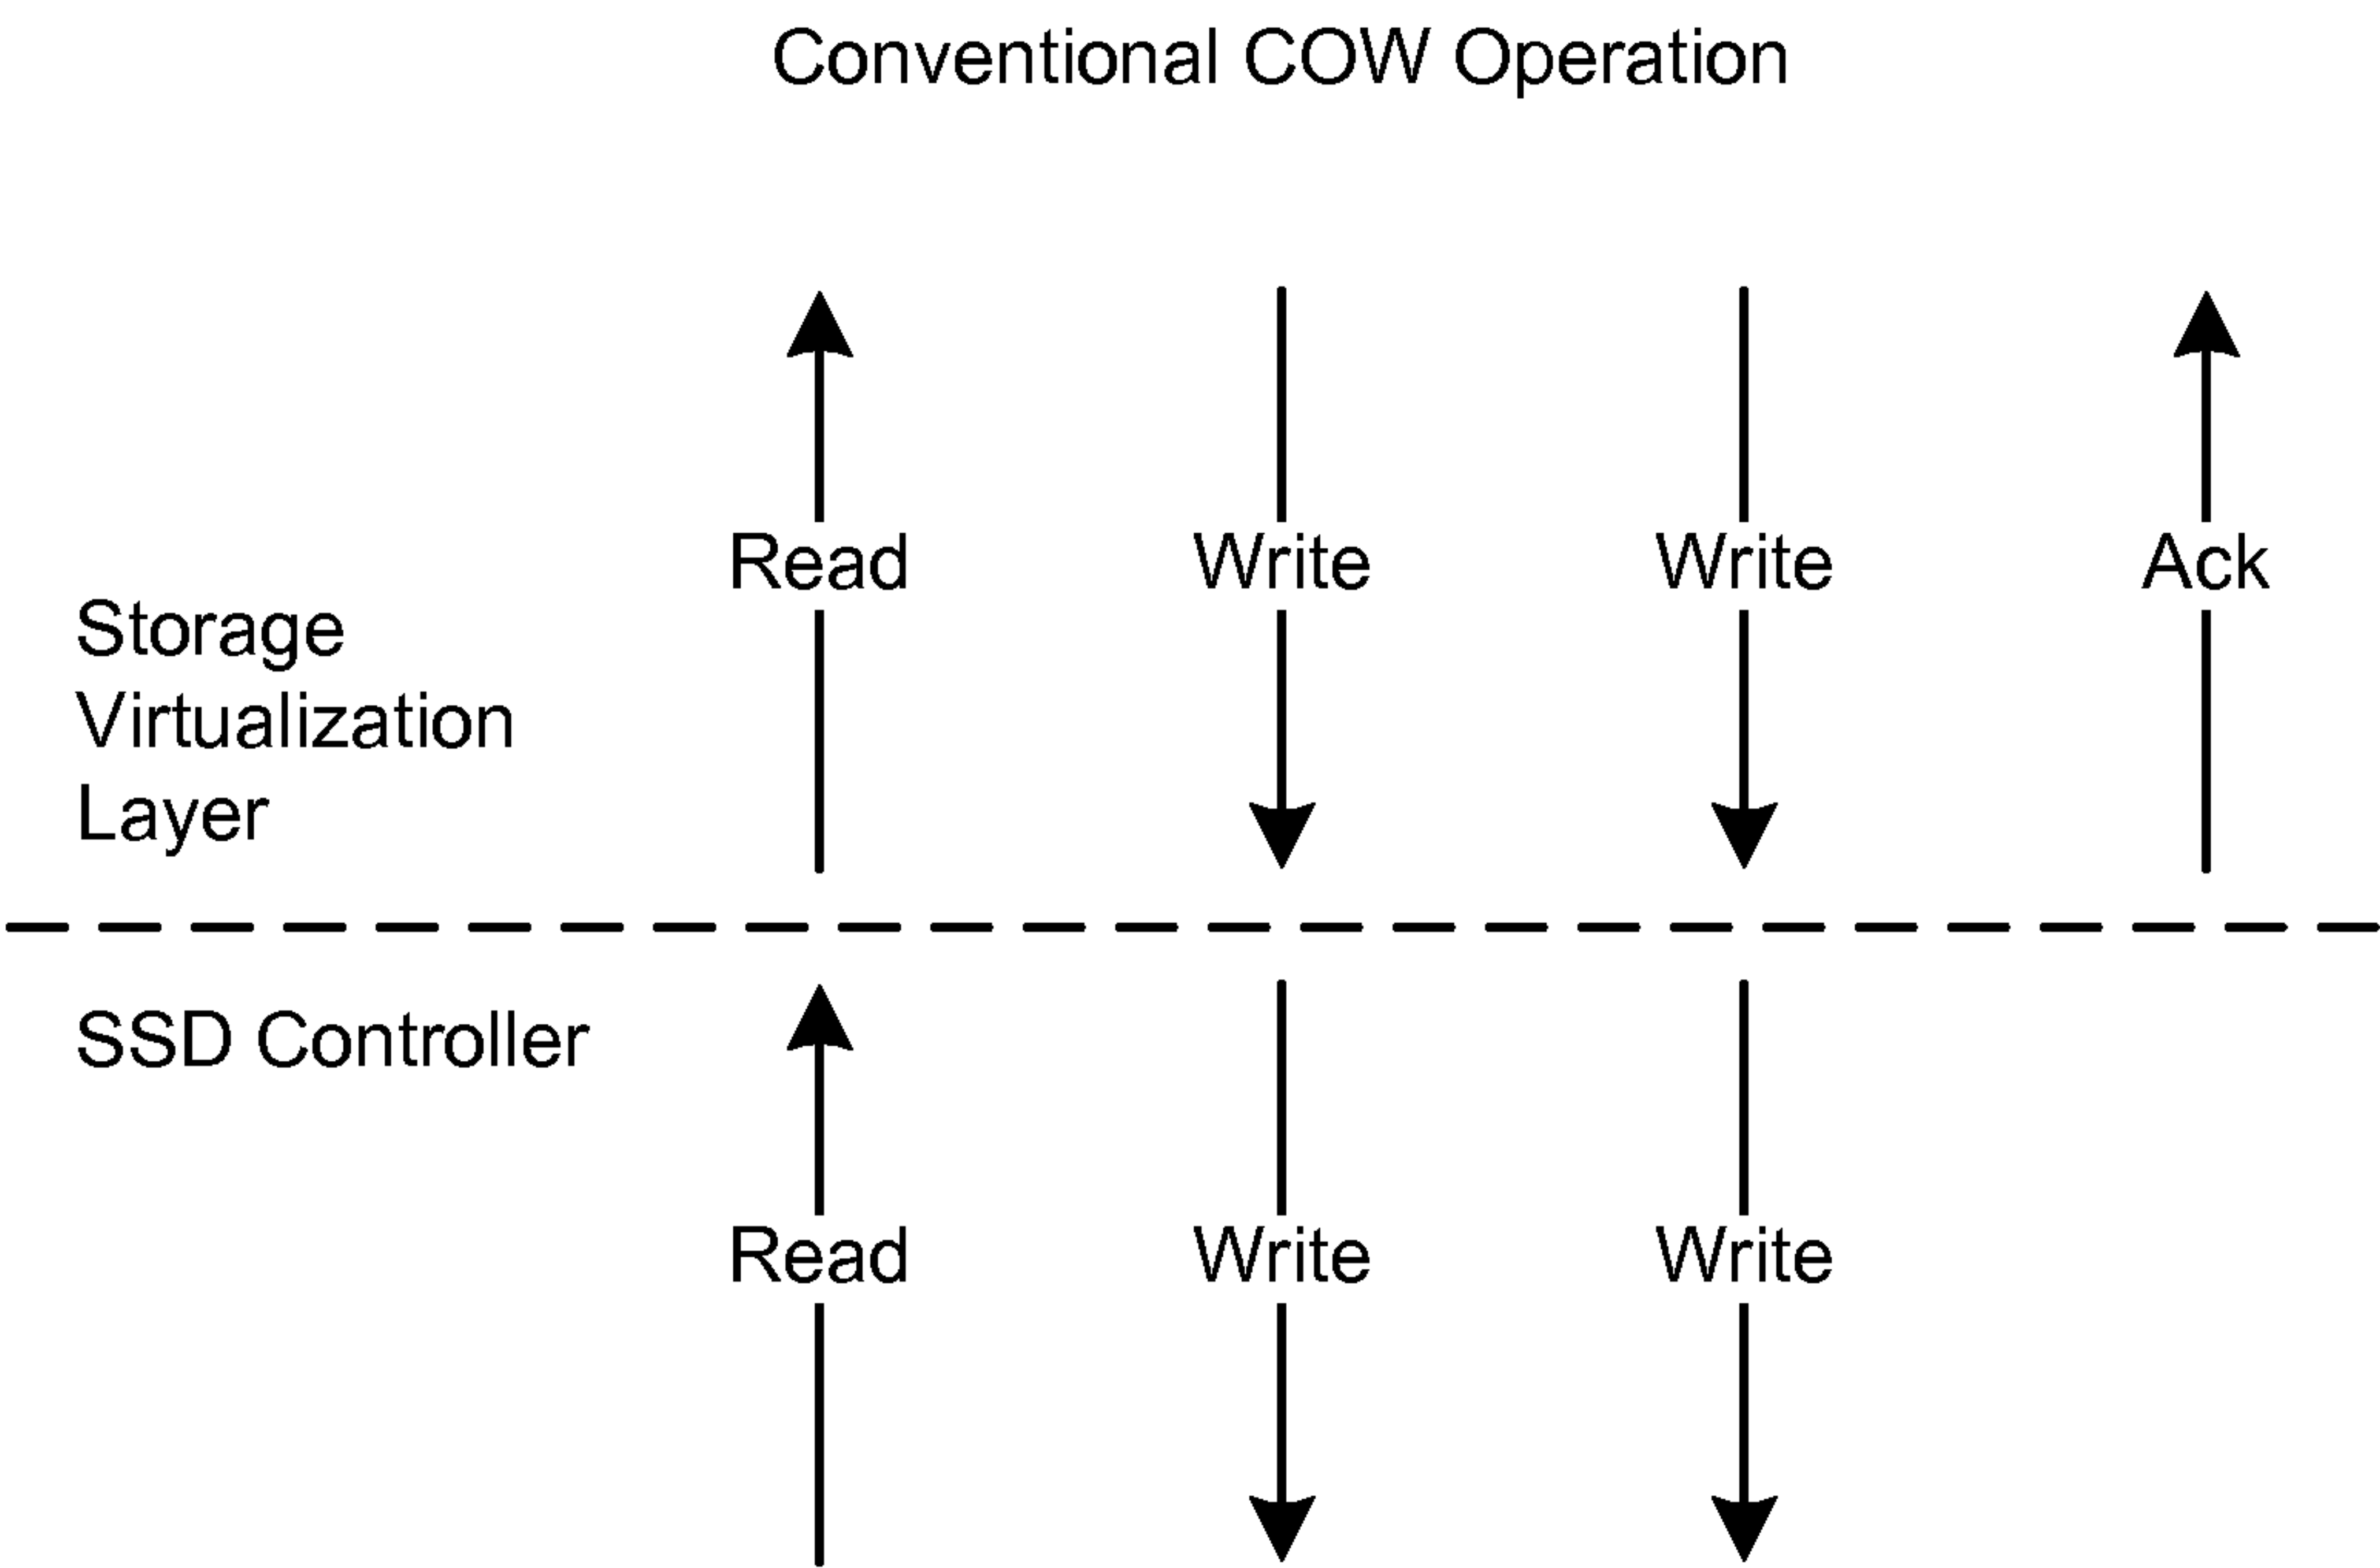 Conventional COW Operation
Read
Write
Write
Ack
Storage
Virtualization
Layer
SSD Controller
Read
Write
Write